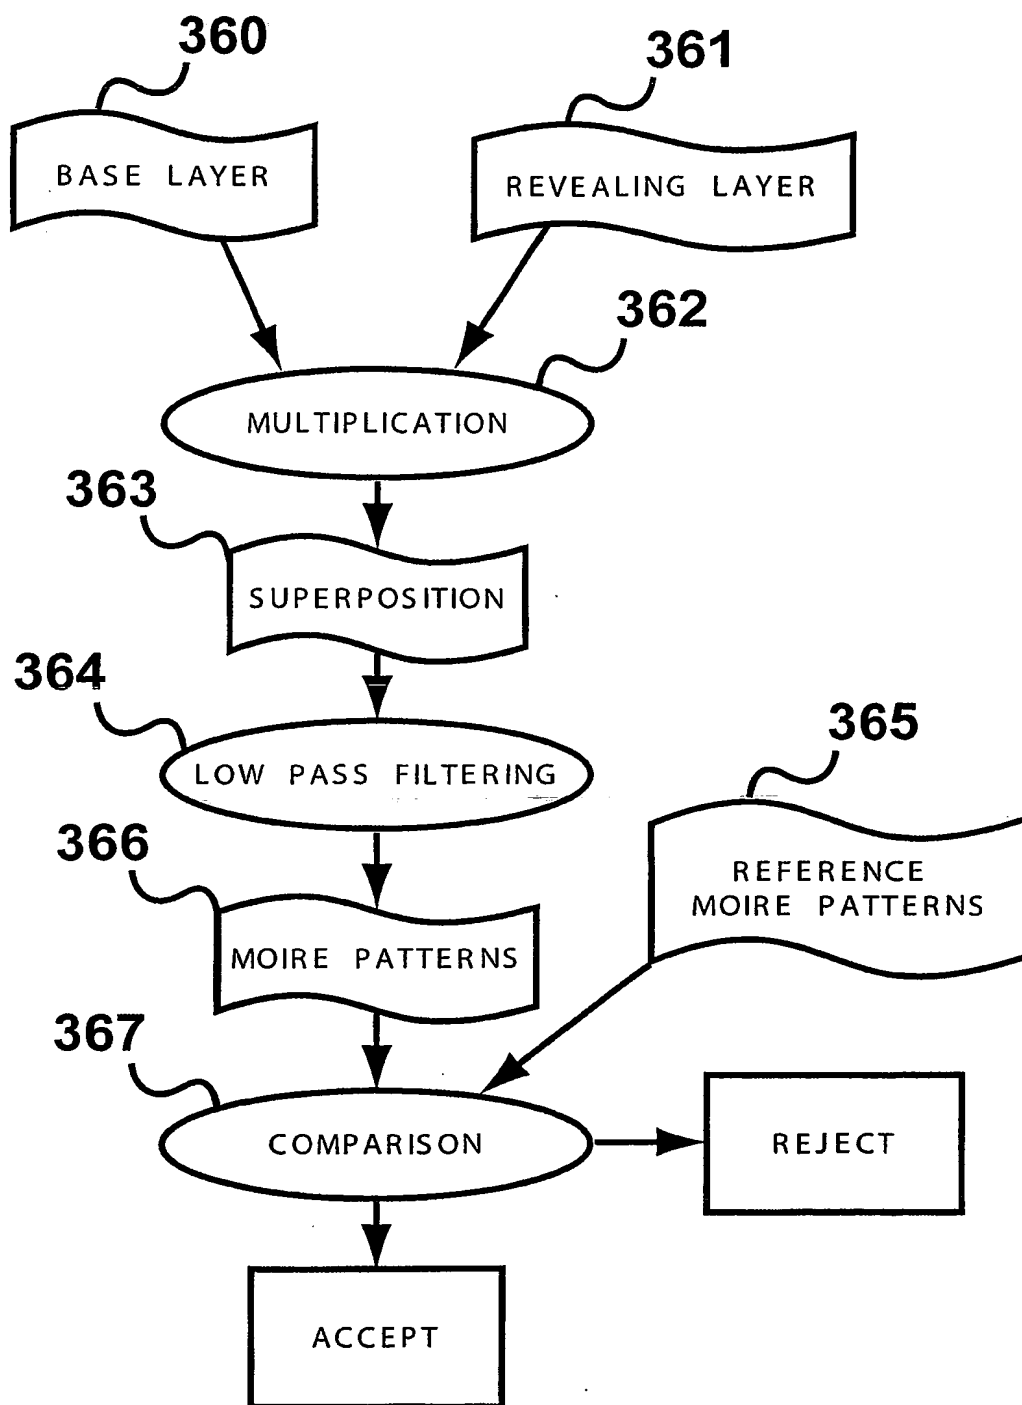 360
361
BASE LAYER
REVEALING LAYER
362
MULTIPLICATION
363
SUPERPOSITION
364
365
LOW PASS FILTERING
366
REFERENCE
MOIRE PATTERNS
MOIRE PATTERNS
367
COMPARISON
REJECT
ACCEPT